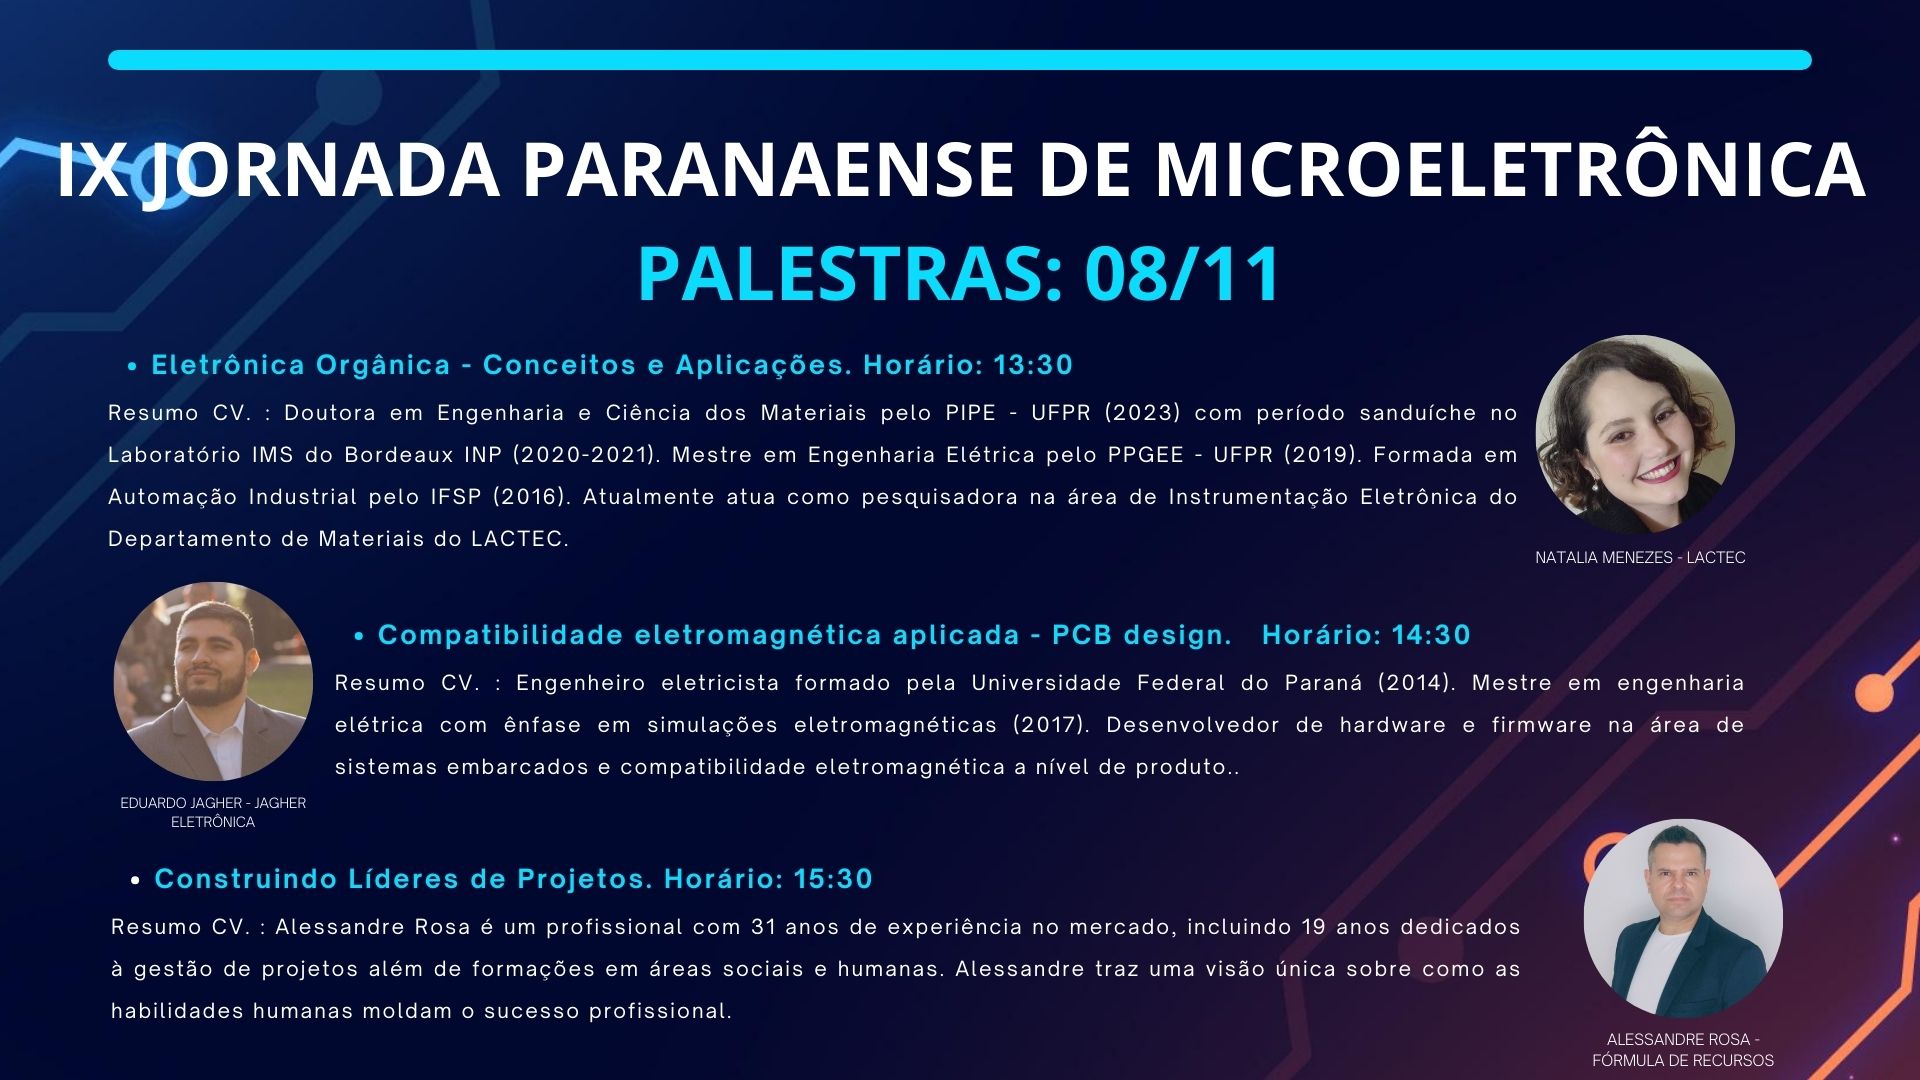 IX JORNADA PARANAENSE DE MICROELETRÔNICA
PALESTRAS: 08/11
• Eletrônica Orgânica - Conceitos e Aplicações. Horário: 13:30
Resumo CV. : Doutora em Engenharia e Ciência dos Materiais pelo PIPE - UFPR (2023) com período sanduíche no
Laboratório IMS do Bordeaux INP (2020-2021). Mestre em Engenharia Elétrica pelo PPGEE - UFPR (2019). Formada em
Automação Industrial pelo IFSP (2016). Atualmente atua como pesquisadora na área de Instrumentação Eletrônica do
Departamento de Materiais do LACTEC.
NATALIA MENEZES - LACTEC
• Compatibilidade eletromagnética aplicada - PCB design. Horário: 14:30
Resumo CV. : Engenheiro eletricista formado pela Universidade Federal do Paraná (2014). Mestre em engenharia
elétrica com ênfase em simulações eletromagnéticas (2017). Desenvolvedor de hardware e firmware na área de
sistemas embarcados e compatibilidade eletromagnética a nível de produto..
EDUARDO JAGHER - JAGHER
ELETRÔNICA
• Construindo Líderes de Projetos. Horário: 15:30
Resumo CV. : Alessandre Rosa é um profissional com 31 anos de experiência no mercado, incluindo 19 anos dedicados
à gestão de projetos além de formações em áreas sociais e humanas. Alessandre traz uma visão única sobre como as
habilidades humanas moldam o sucesso profissional.
ALESSANDRE ROSA -
FÓRMULA DE RECURSOS